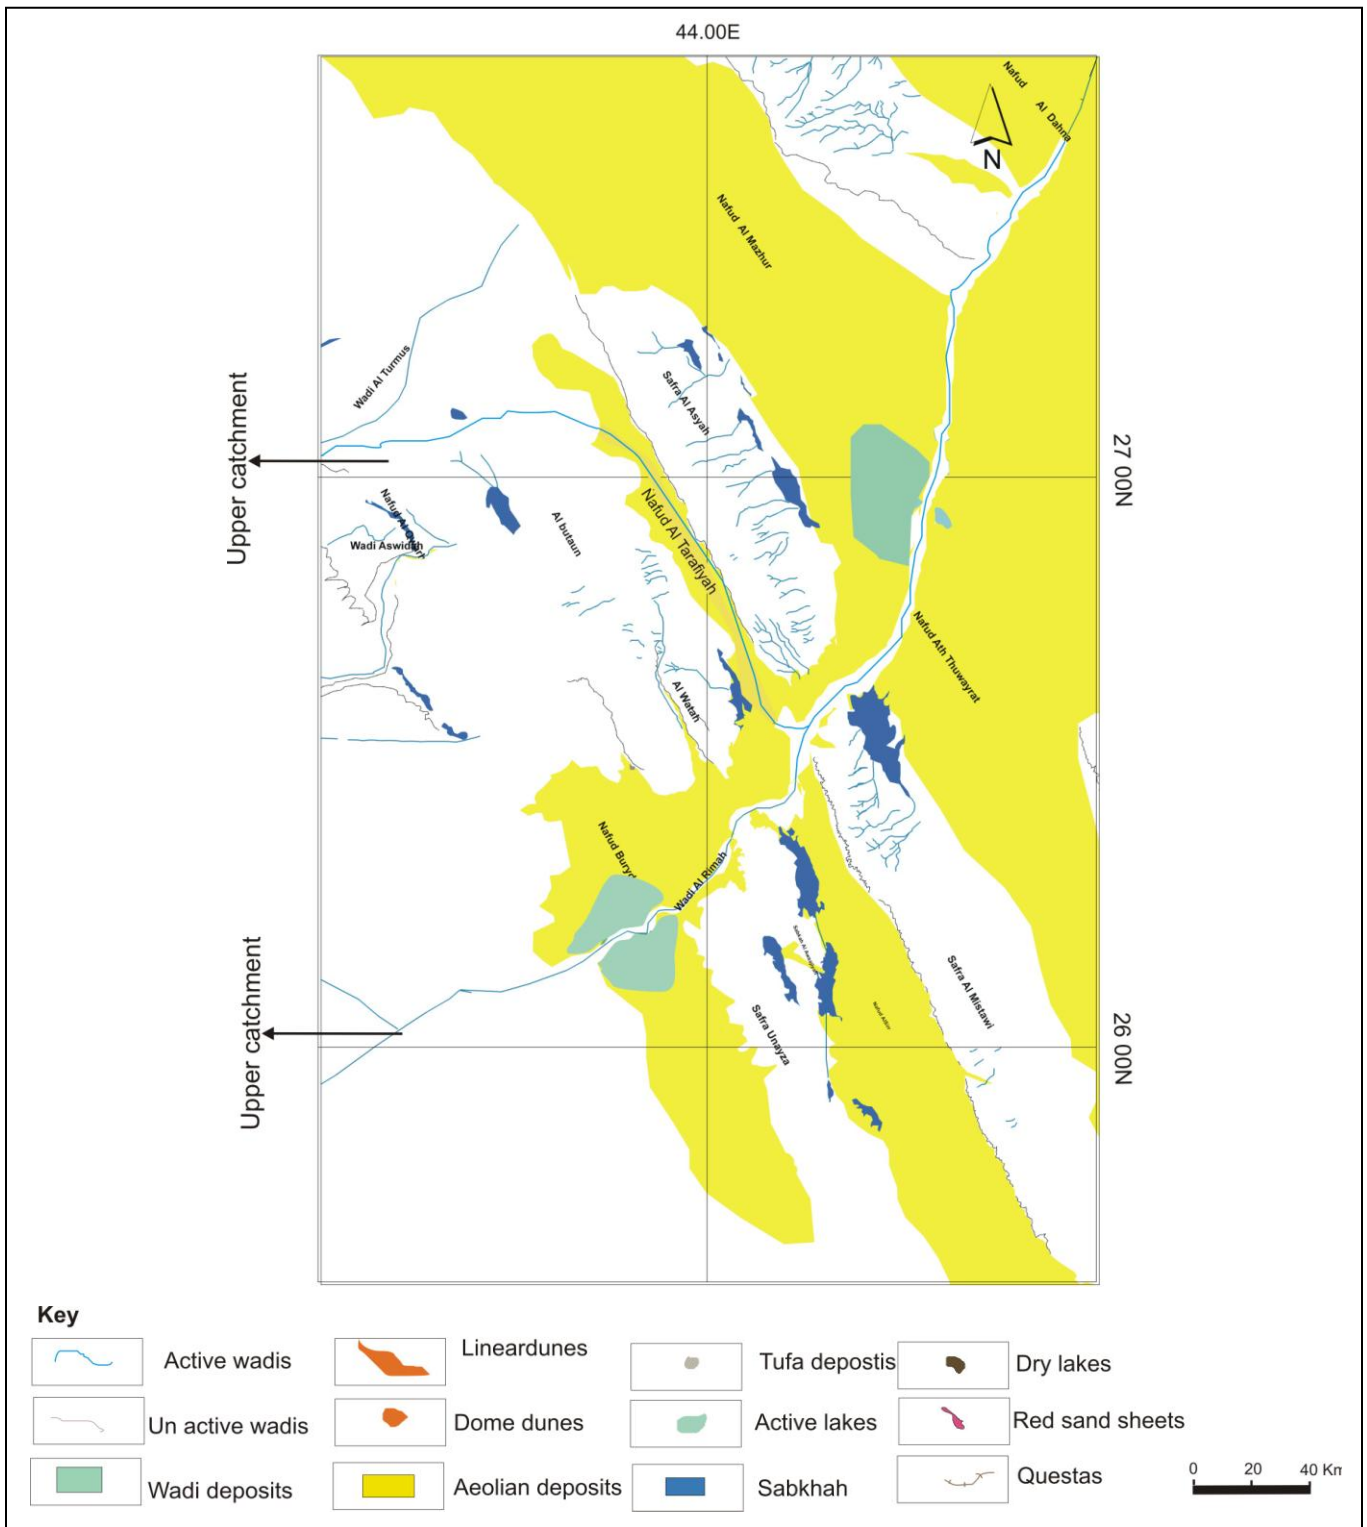 44.00E
Nafud
Al Dahna
N
Nafud Al Mazhur
Wadi Al Turmus
Safra Al Asyah
Upper catchment
27 00N
Nafud Al Tarafiyah
Al butaun
Wadi Aswidah
Nafud Ath Thuwayrat
Al Watah
Nafud Buryd
Wadi Al Rimah
Safra Al Mistawi
Safra Unayza
Upper catchment
26 00N
Key
Active wadis
Lineardunes
Tufa depostis
Dry lakes
Un active wadis
Dome dunes
Active lakes
Red sand sheets
Wadi deposits
Aeolian deposits
Sabkhah
Questas
0 20 40 Km